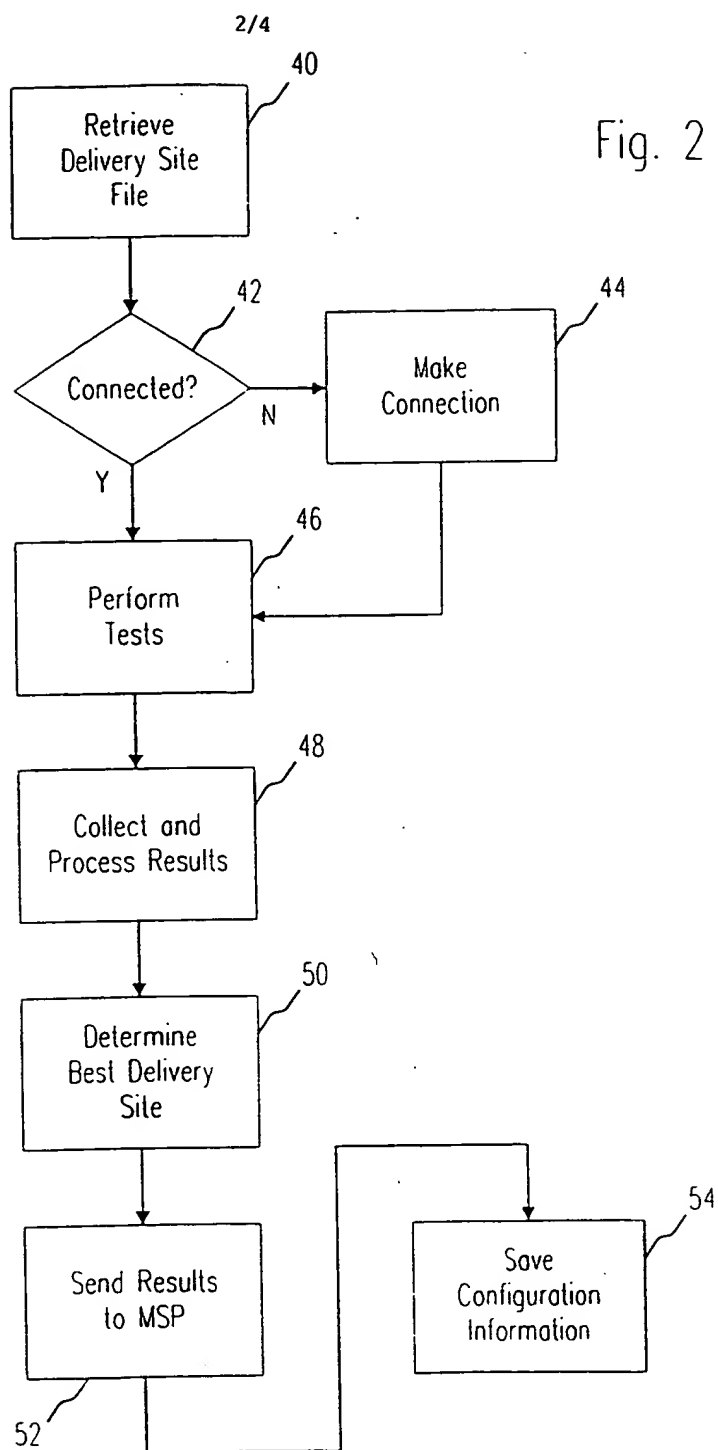 2/4
Fig. 2
40
Retrieve
Delivery Site
File
42
Connected?
N
Y
44
Make
Connection
46
Perform
Tests
48
Collect and
Process Results
50
Determine
Best Delivery
Site
52
Send Results
to MSP
54
Save
Configuration
Information